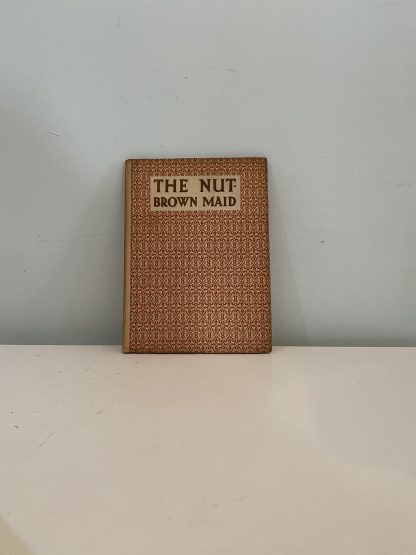 THE NUT-
BROWN MAID